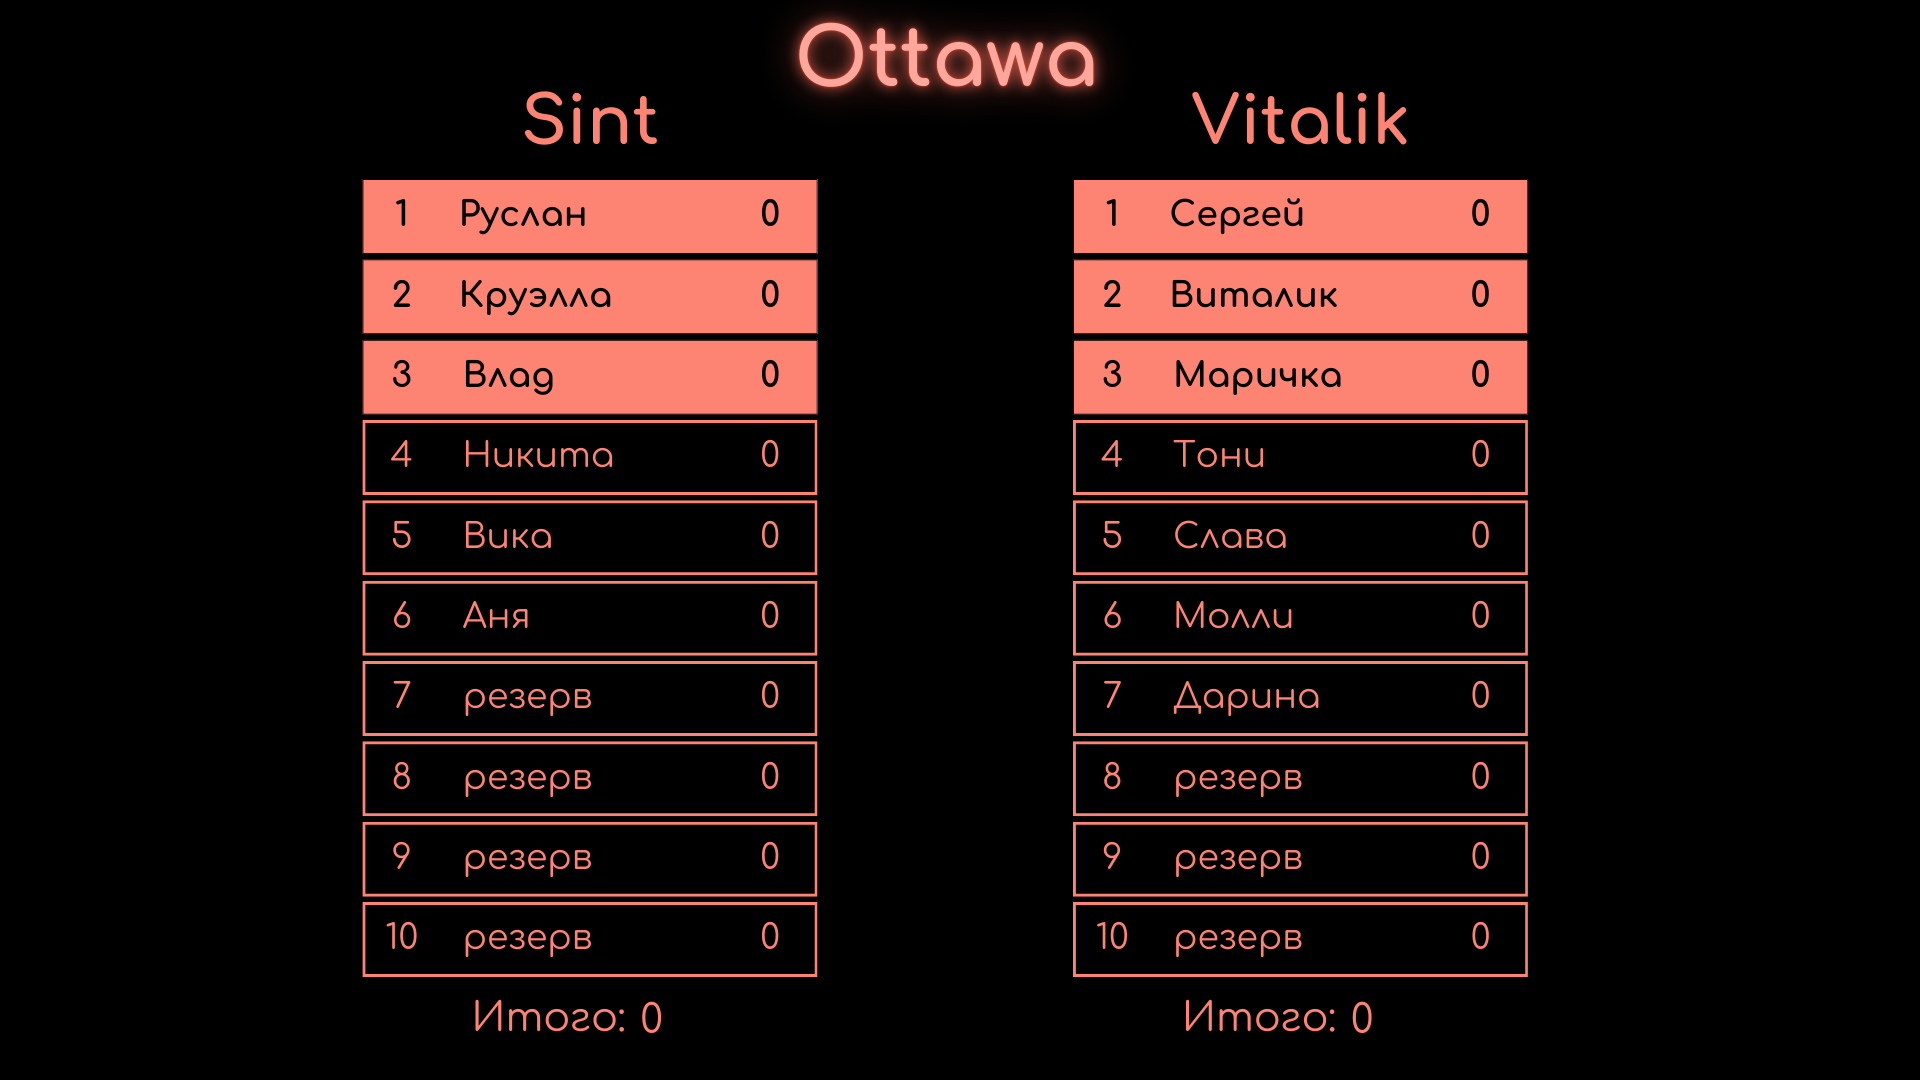 Ottawa
Sint
1 Руслан 0
2 Круэлла 0
3 Влад 0
4 Никита 0
5 Вика 0
6 Аня 0
7 резерв 0
8 резерв 0
9 резерв 0
10 резерв 0
Итого: 0
Vitalik
1 Сергей 0
2 Виталик 0
3 Маричка 0
4 Тони 0
5 Слава 0
6 Молли 0
7 Дарина 0
8 резерв 0
9 резерв 0
10 резерв 0
Итого: 0